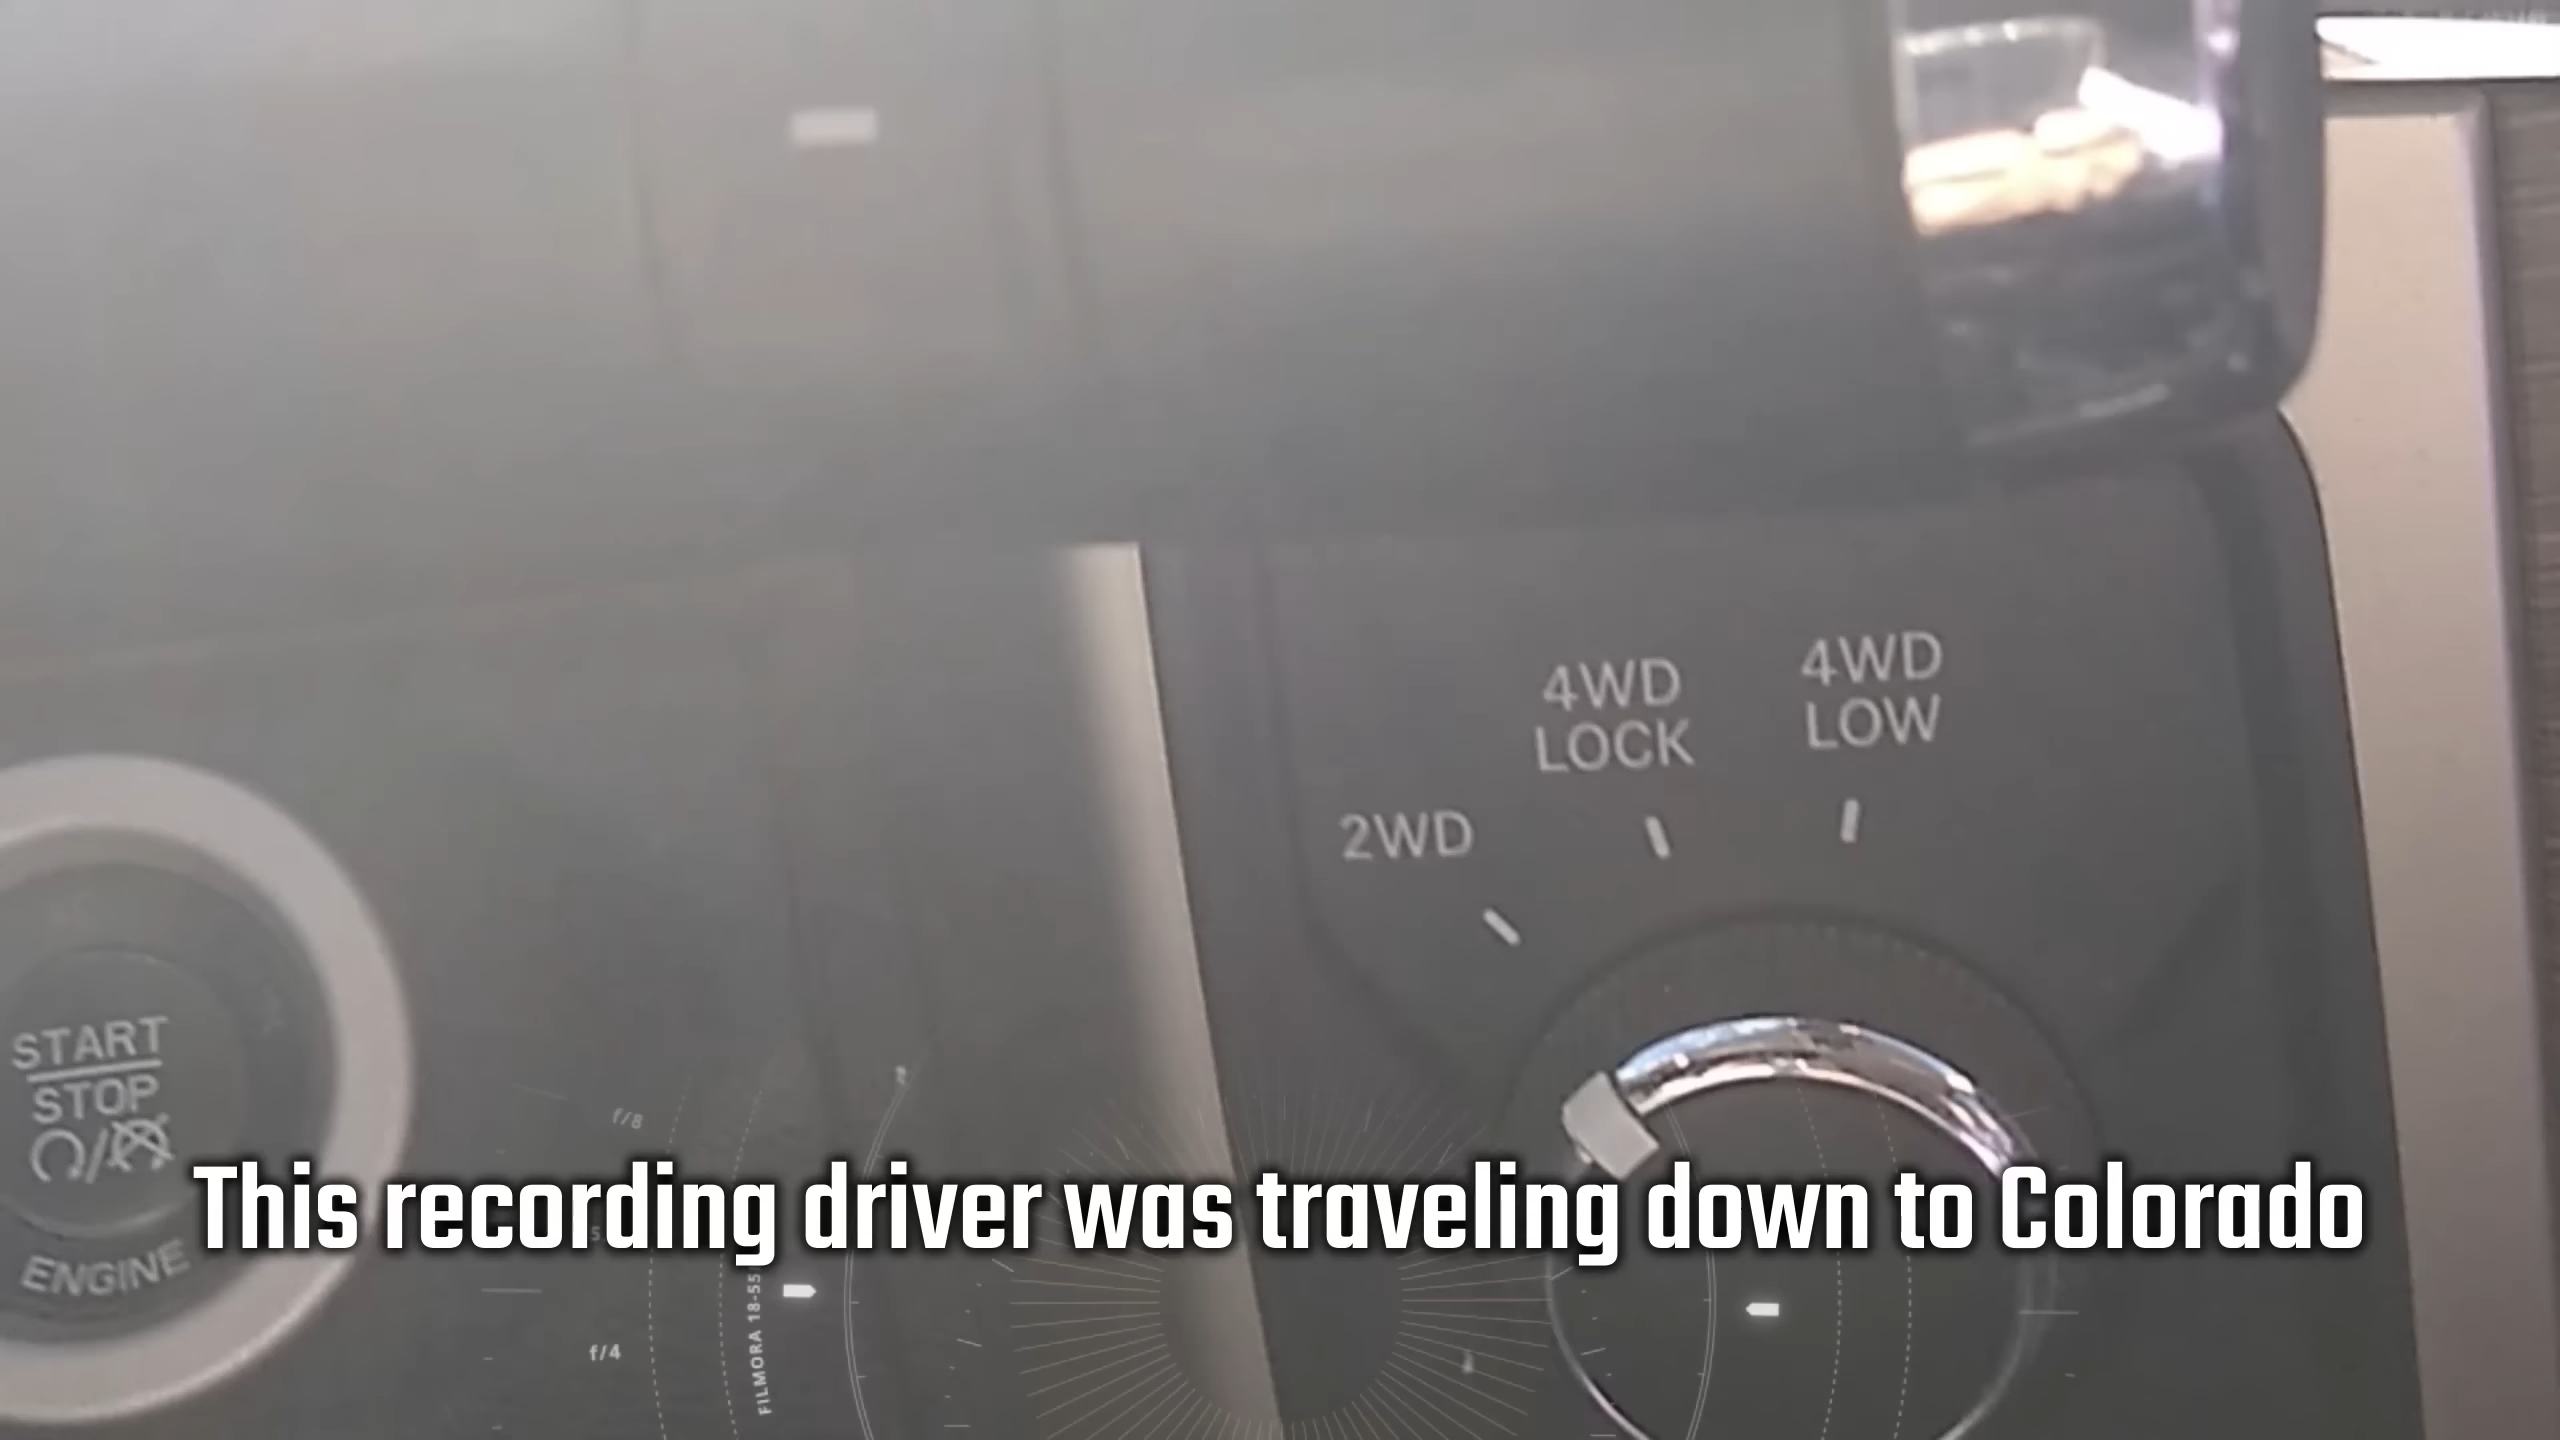 4WD
LOCK
4WD
LOW
2WD
START
STOP
ENGINE
f/8
This recording driver was traveling down to Colorado
f/4
FILMORA 18-55